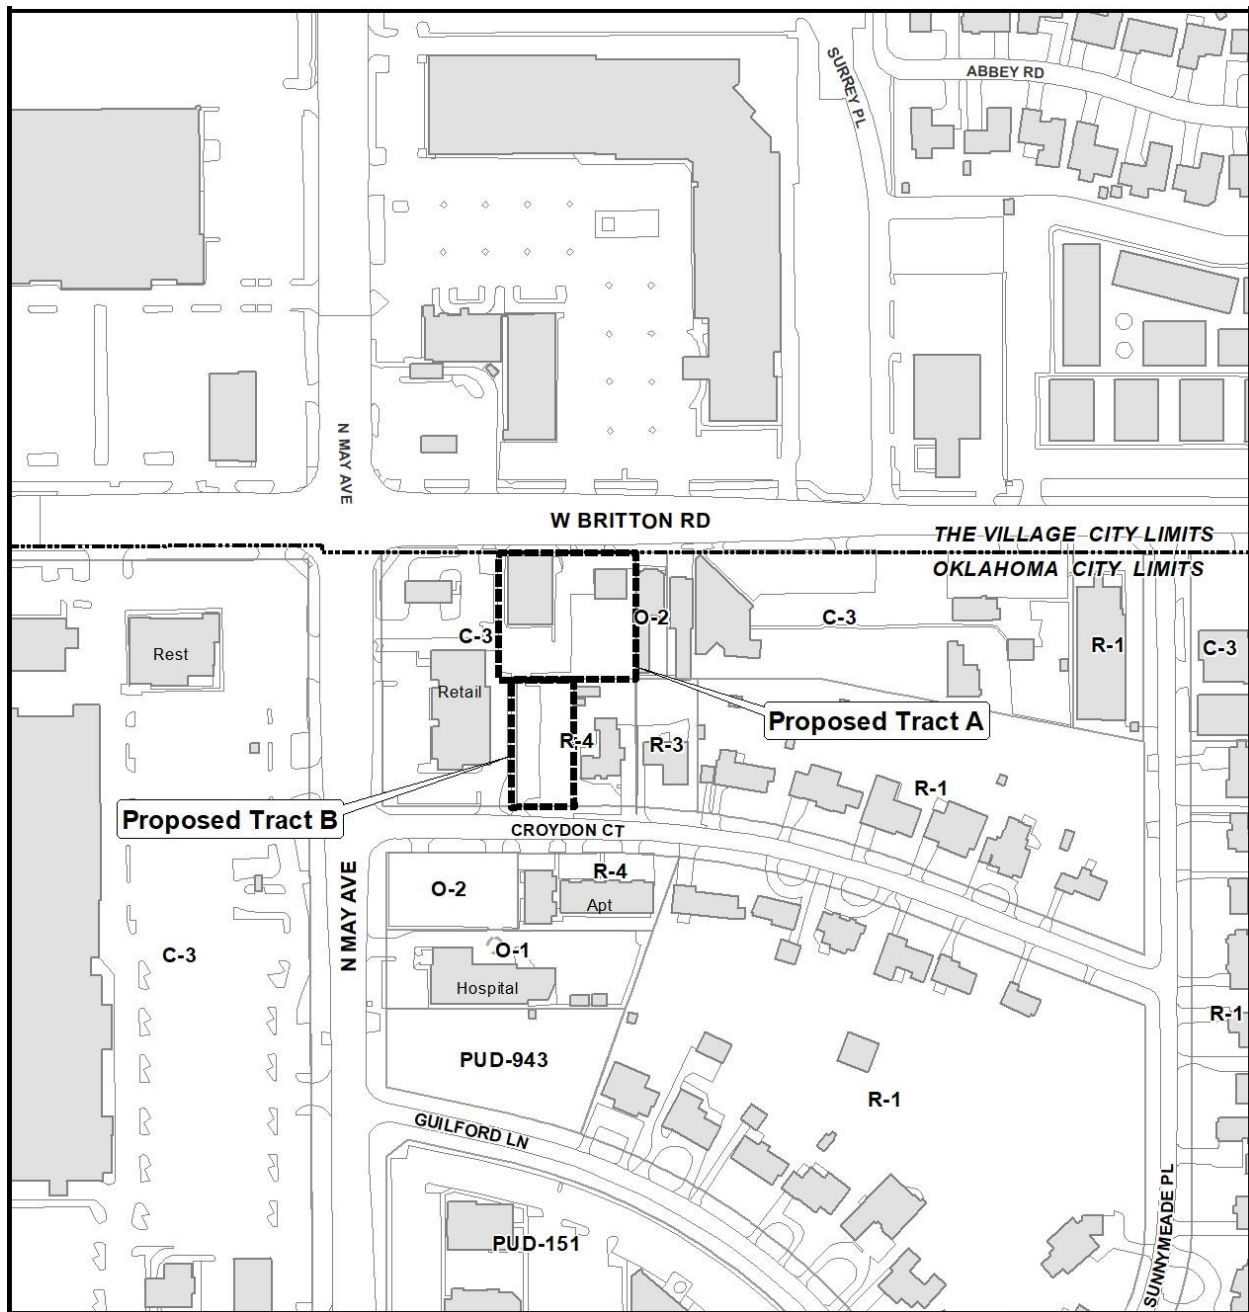 SURREY PL
ABBEY RD
N MAY AVE
W BRITTON RD
THE VILLAGE CITY LIMITS
OKLAHOMA CITY LIMITS
C-3
O-2
C-3
R-1
C-3
Rest
Retail
Proposed Tract A
R-4
R-3
R-1
Proposed Tract B
CROYDON CT
N MAY AVE
O-2
R-4
Apt
C-3
O-1
Hospital
R-1
PUD-943
R-1
GUILFORD LN
PUD-151
SUNNYMEADE PL